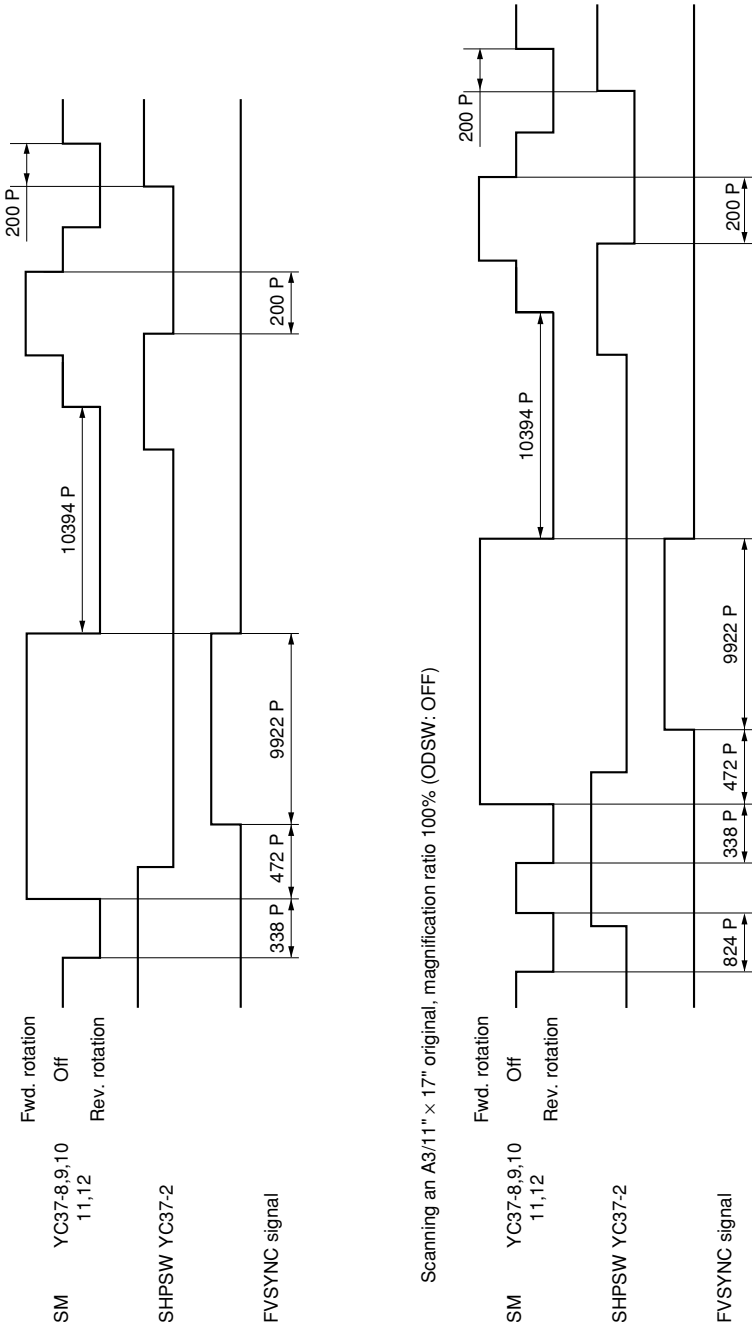 200 P
10394 P
200 P
338 P
472 P
9922 P
Fwd. rotation
SM
YC37-8,9,10
11,12
Off
Rev. rotation
SHPSW YC37-2
FVSYNC signal
Scanning an A3/11" × 17" original, magnification ratio 100% (ODSW: OFF)
200 P
10394 P
200 P
824 P
338 P
472 P
9922 P
Fwd. rotation
SM
YC37-8,9,10
11,12
Off
Rev. rotation
SHPSW YC37-2
FVSYNC signal